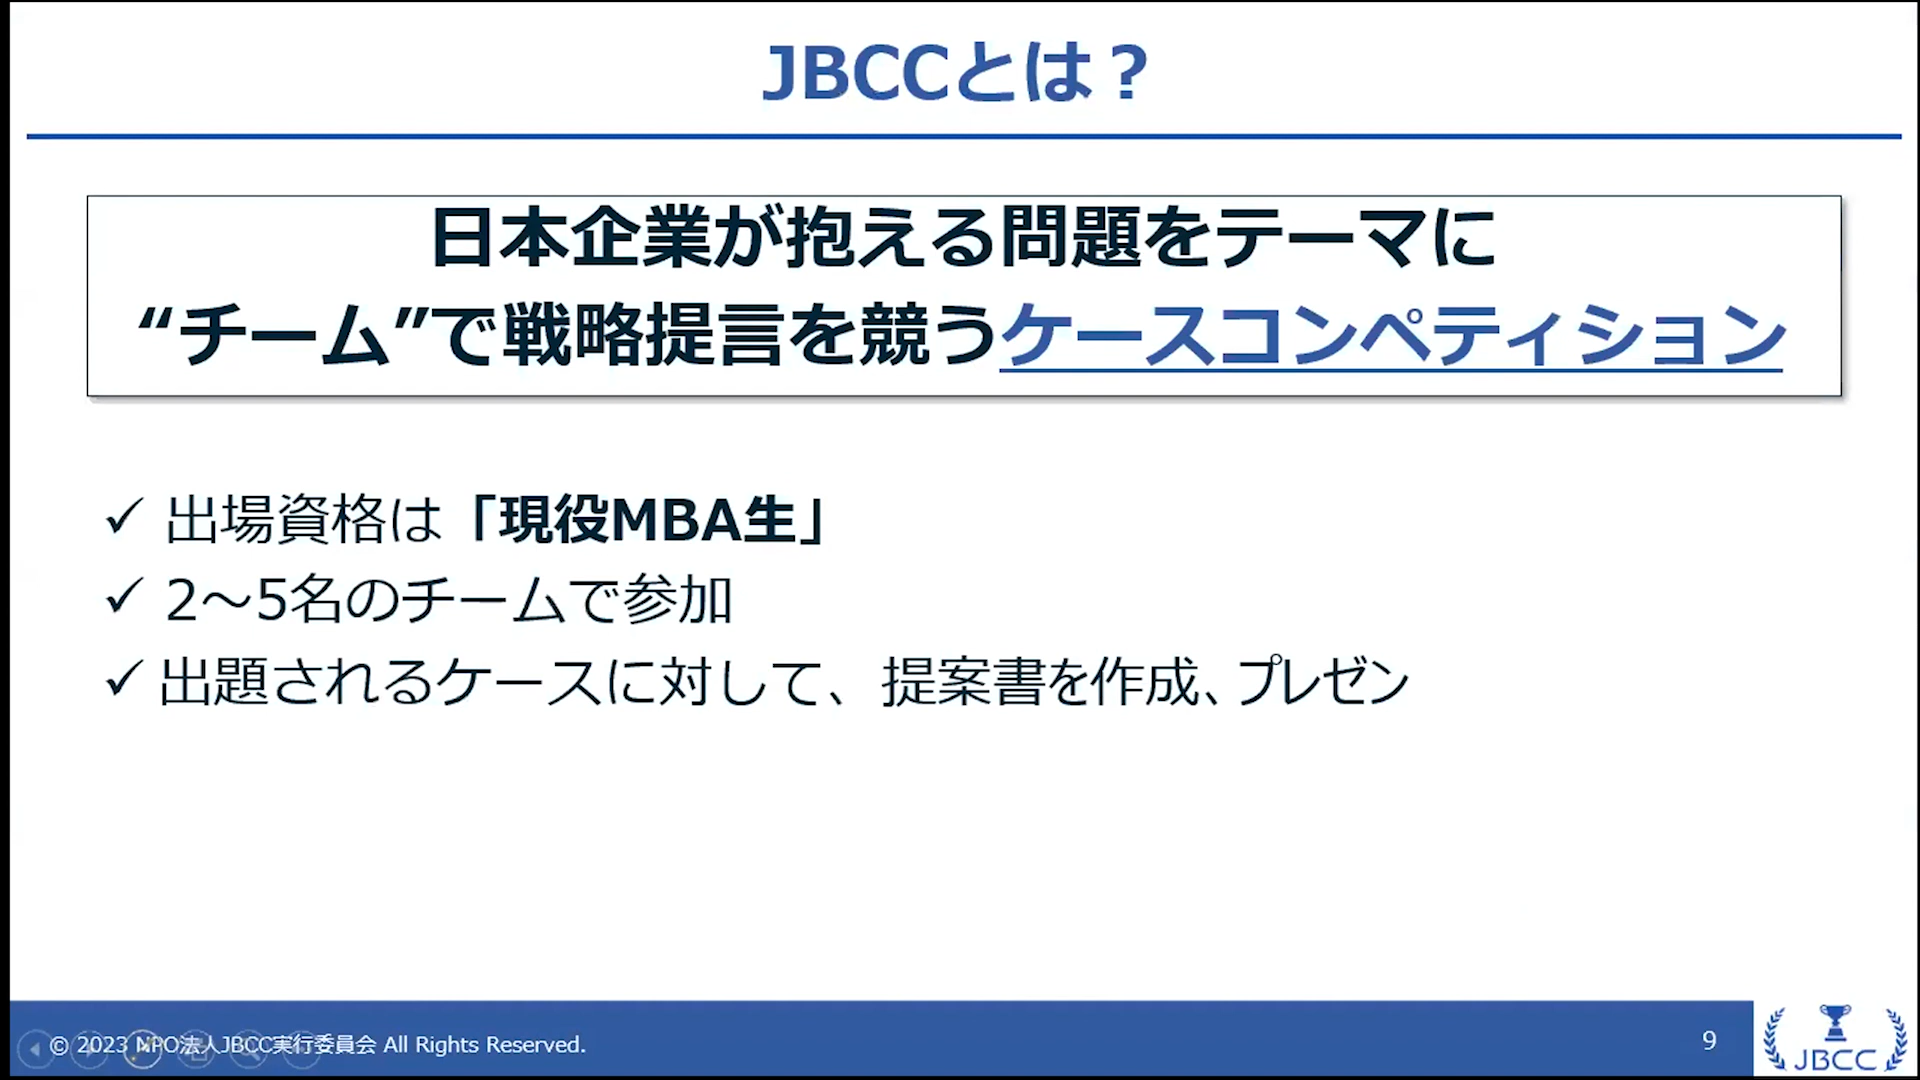 JBCCとは？
日本企業が抱える問題をテーマに
“チーム”で戦略提言を競うケースコンペティション
✓ 出場資格は「現役MBA生」
✓ 2～5名のチームで参加
✓ 出題されるケースに対して、提案書を作成、プレゼン
© 2023 NPO法人JBCC実行委員会 All Rights Reserved.
9
JBCC